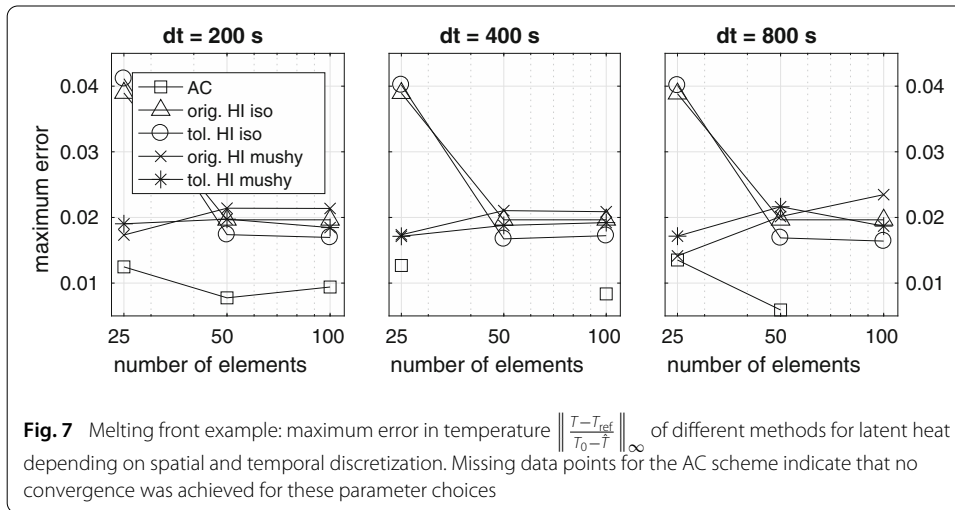 dt = 200 s
dt = 400 s
dt = 800 s
AC
orig. HI iso
tol. HI iso
orig. HI mushy
tol. HI mushy
maximum error
0.04
0.03
0.02
0.01
0.04
0.03
0.02
0.01
25 50 100
25 50 100
25 50 100
number of elements
number of elements
number of elements
Fig. 7 Melting front example: maximum error in temperature ‖(T−T_ref)/(T_0−T̂)‖_∞ of different methods for latent heat
depending on spatial and temporal discretization. Missing data points for the AC scheme indicate that no
convergence was achieved for these parameter choices